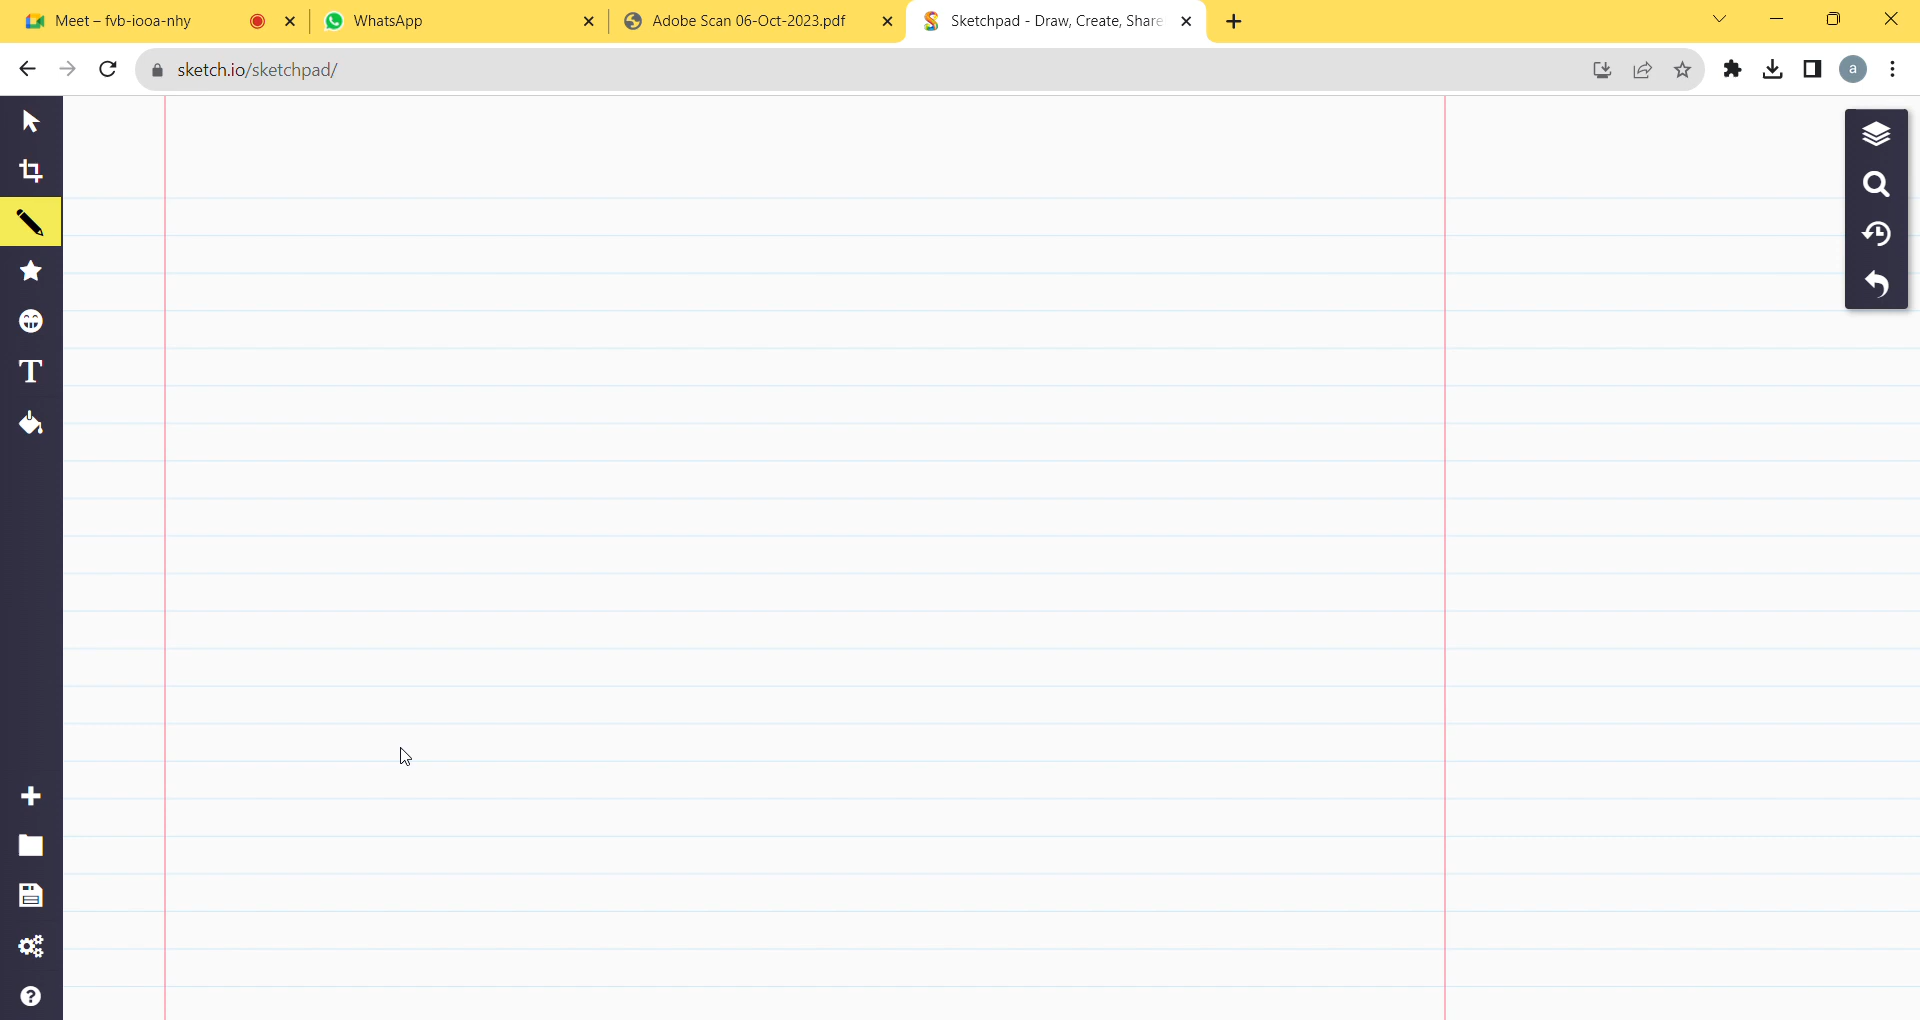 Meet – fvb-iooa-nhy
WhatsApp
Adobe Scan 06-Oct-2023.pdf
Sketchpad - Draw, Create, Share
sketch.io/sketchpad/
a
T